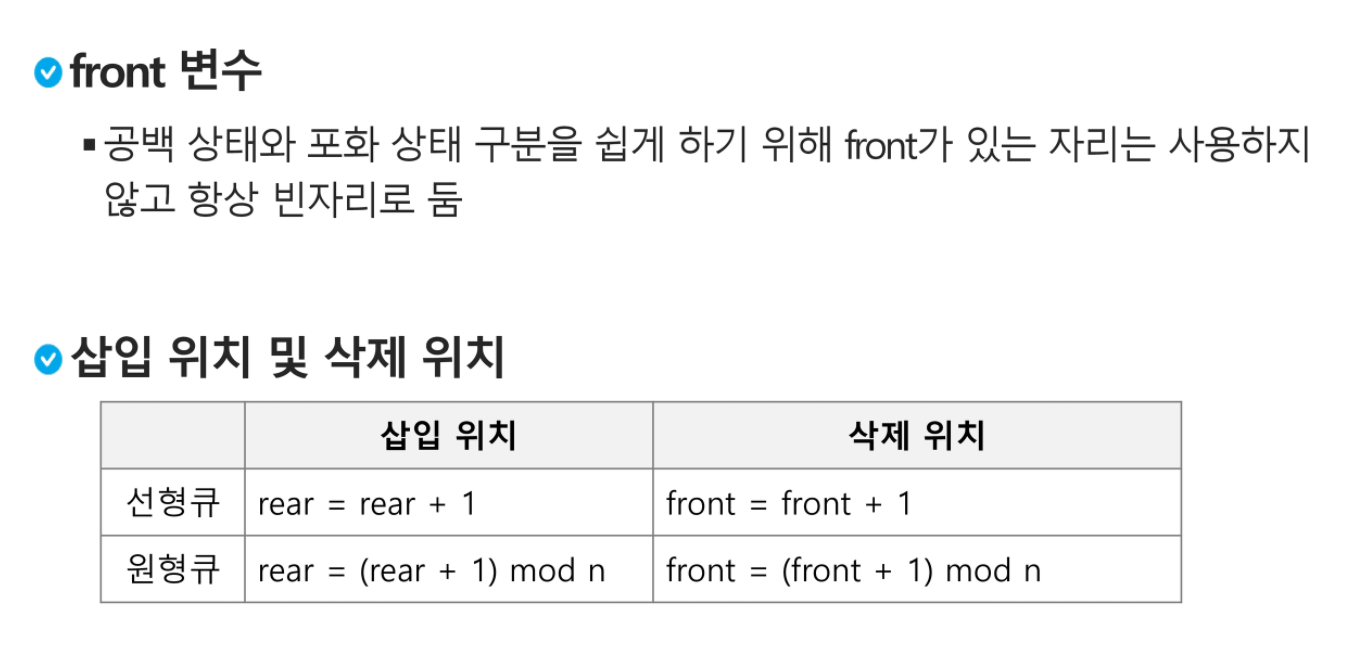 front 변수
▪ 공백 상태와 포화 상태 구분을 쉽게 하기 위해 front가 있는 자리는 사용하지
않고 항상 빈자리로 둠
삽입 위치 및 삭제 위치
삽입 위치 삭제 위치
선형큐 rear = rear + 1 front = front + 1
원형큐 rear = (rear + 1) mod n front = (front + 1) mod n